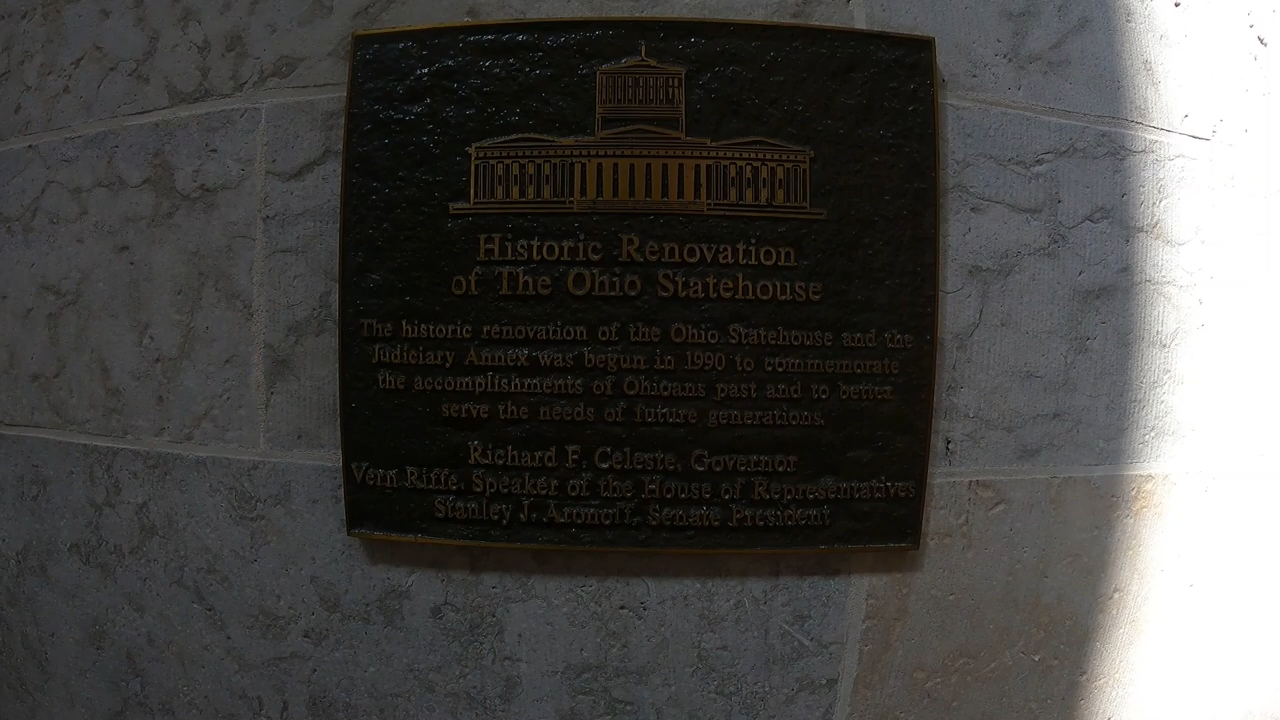 Historic Renovation
of The Ohio Statehouse
The historic renovation of the Ohio Statehouse and the
Judiciary Annex was begun in 1990 to commemorate
the accomplishments of Ohioans past and to better
serve the needs of future generations.
Richard F. Celeste, Governor
Vern Riffe, Speaker of the House of Representatives
Stanley J. Aronoff, Senate President